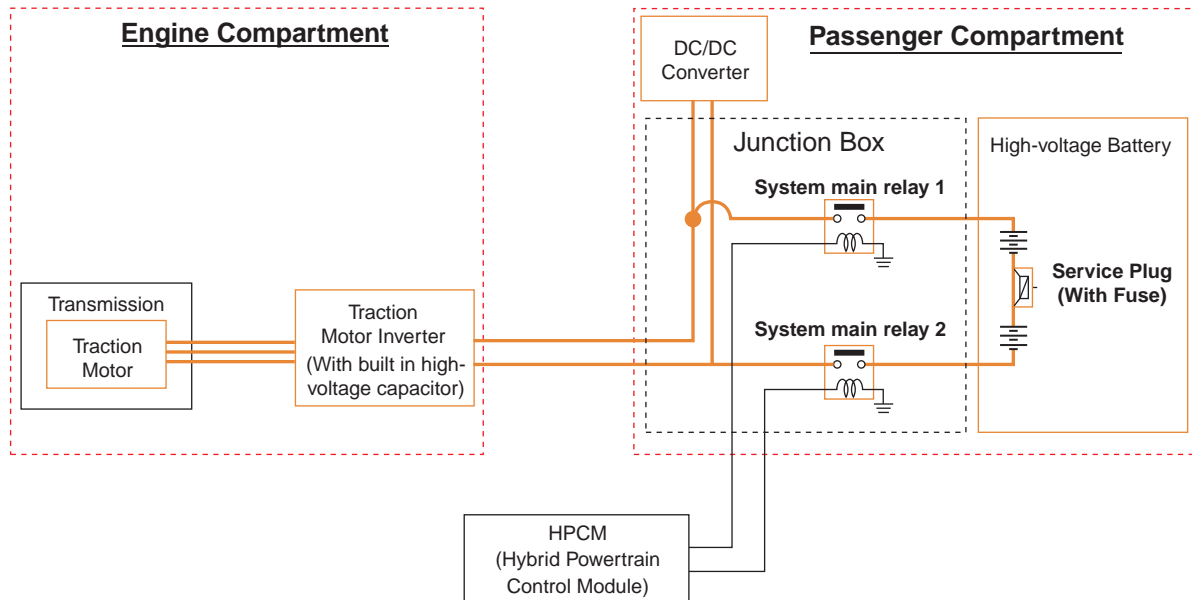 Engine Compartment
Passenger Compartment
DC/DC
Converter
Junction Box
High-voltage Battery
System main relay 1
Service Plug
(With Fuse)
Transmission
Traction
Motor
Traction
Motor Inverter
(With built in high-
voltage capacitor)
System main relay 2
HPCM
(Hybrid Powertrain
Control Module)